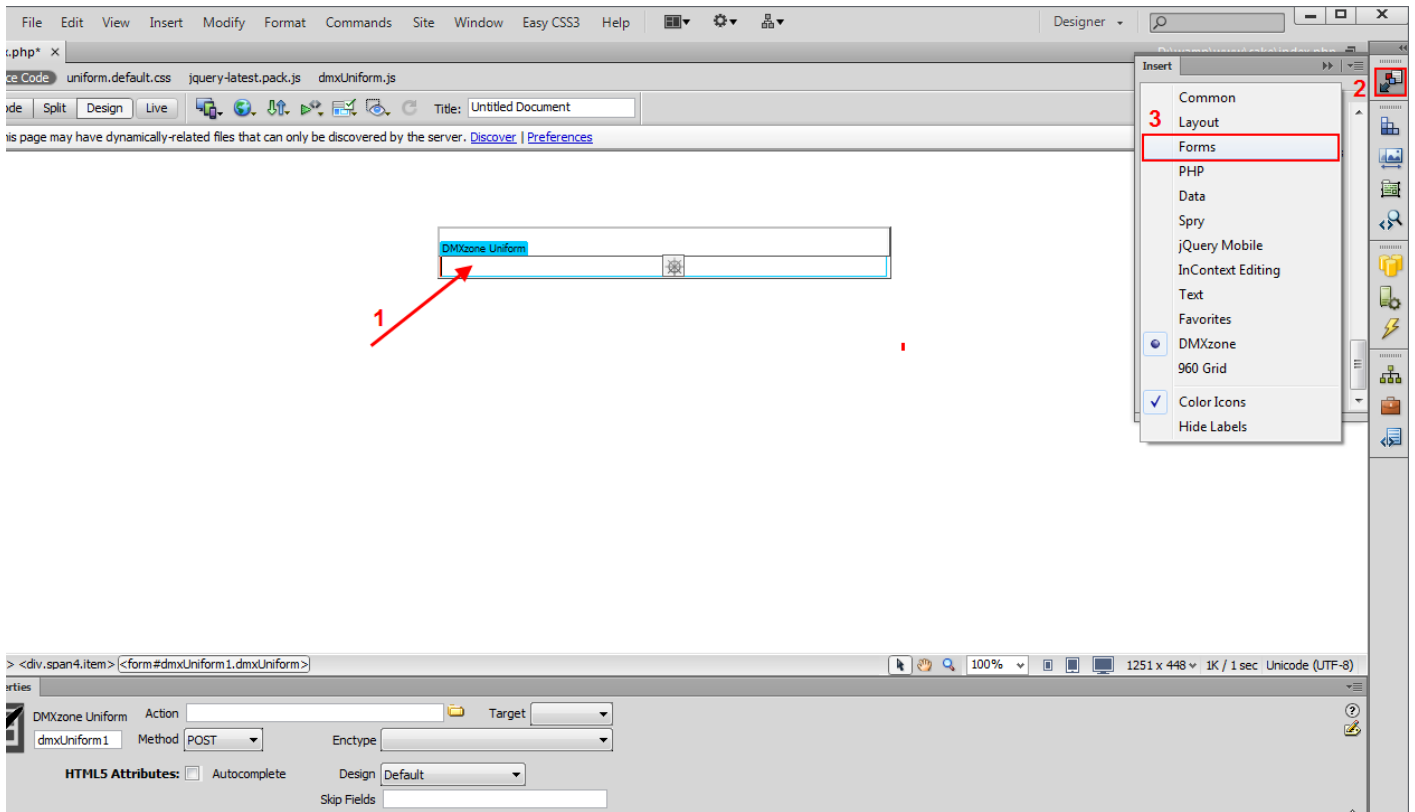 File Edit View Insert Modify Format Commands Site Window Easy CSS3 Help Designer
x.php* X
ce Code uniform.default.css jquery-latest.pack.js dmxUniform.js
ode Split Design Live Title: Untitled Document
his page may have dynamically-related files that can only be discovered by the server. Discover | Preferences
Insert
2
Common
3 Layout
Forms
PHP
Data
Spry
jQuery Mobile
InContext Editing
Text
Favorites
DMXzone
960 Grid
Color Icons
Hide Labels
DMXzone Uniform
1
> <div.span4.item> <form#dmxUniform1.dmxUniform> 100% 1251 x 448 1K / 1 sec Unicode (UTF-8)
erties
DMXzone Uniform Action Target
dmxUniform1 Method POST Enctype
HTML5 Attributes: Autocomplete Design Default
Skip Fields